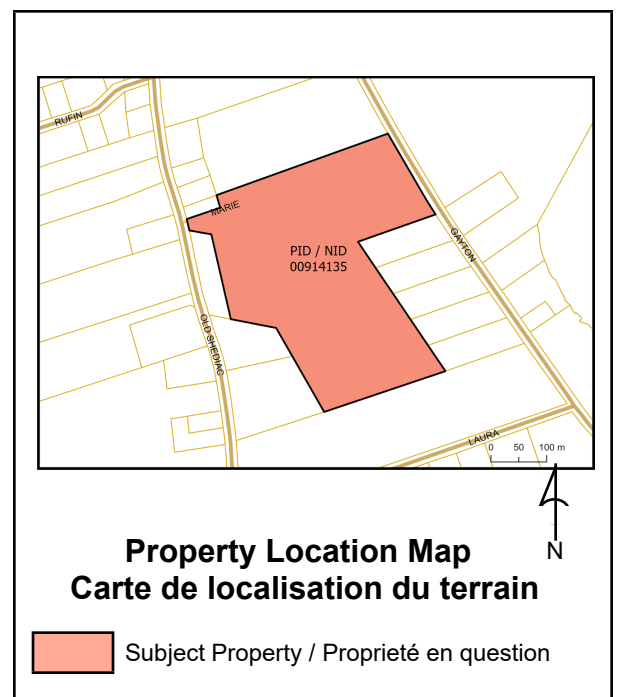 RUFIN
MARIE
GAYTON
PID / NID
00914135
OLD SHEDIAC
LAURA
0 50 100 m
N
Property Location Map
Carte de localisation du terrain
Subject Property / Proprieté en question